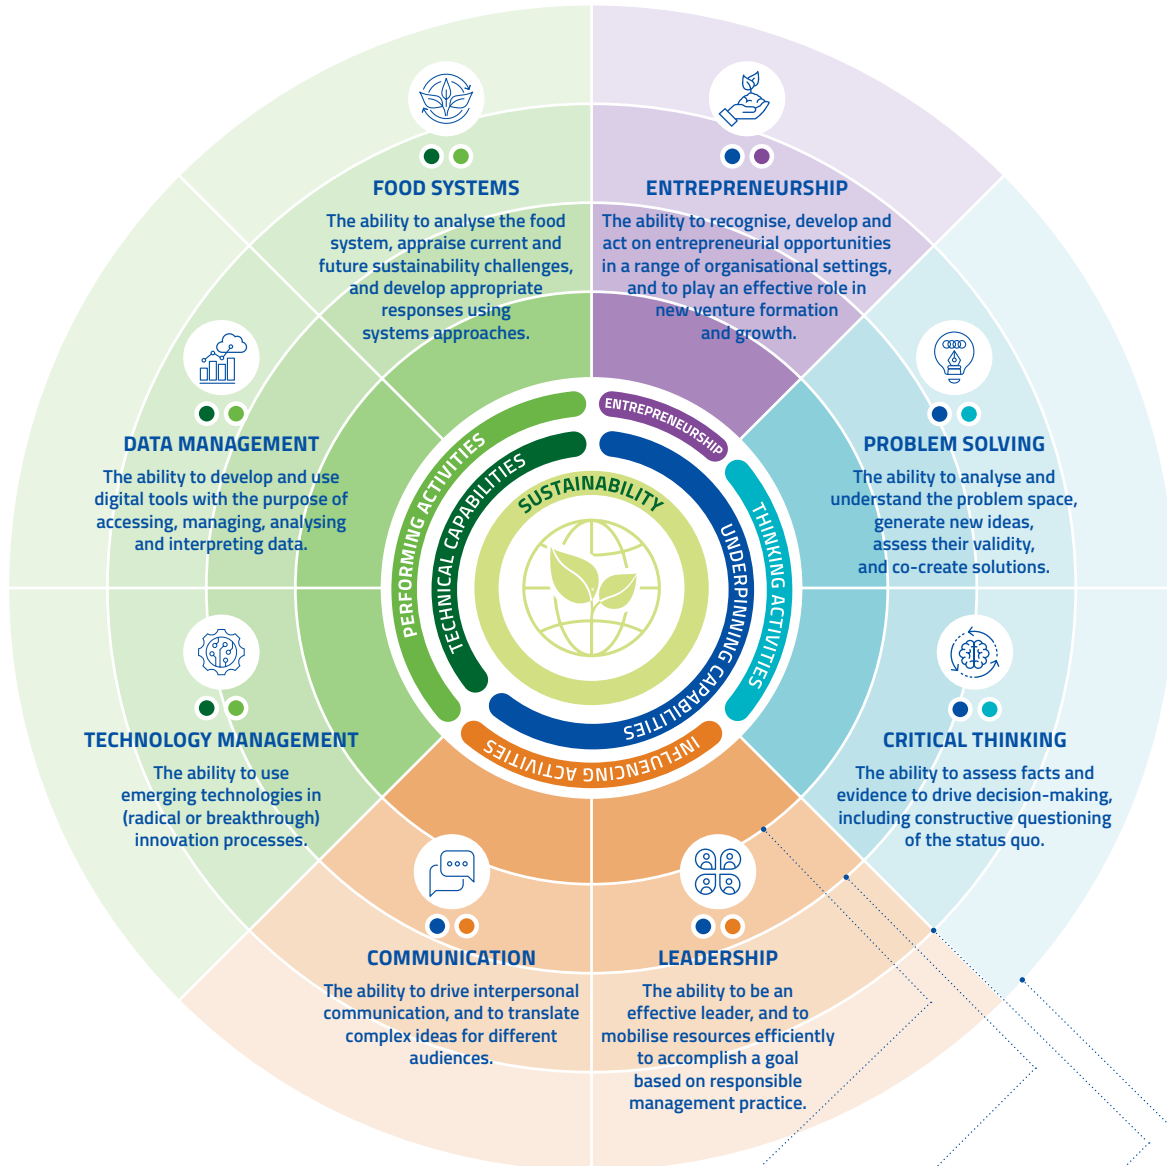 FOOD SYSTEMS
The ability to analyse the food
system, appraise current and
future sustainability challenges,
and develop appropriate
responses using
systems approaches.
ENTREPRENEURSHIP
The ability to recognise, develop and
act on entrepreneurial opportunities
in a range of organisational settings,
and to play an effective role in
new venture formation
and growth.
DATA MANAGEMENT
The ability to develop and use
digital tools with the purpose of
accessing, managing, analysing
and interpreting data.
PROBLEM SOLVING
The ability to analyse and
understand the problem space,
generate new ideas,
assess their validity,
and co-create solutions.
PERFORMING ACTIVITIES
TECHNICAL CAPABILITIES
SUSTAINABILITY
ENTREPRENEURSHIP
THINKING ACTIVITIES
UNDERPINNING CAPABILITIES
INFLUENCING ACTIVITIES
TECHNOLOGY MANAGEMENT
The ability to use
emerging technologies in
(radical or breakthrough)
innovation processes.
CRITICAL THINKING
The ability to assess facts and
evidence to drive decision-making,
including constructive questioning
of the status quo.
COMMUNICATION
The ability to drive interpersonal
communication, and to translate
complex ideas for different
audiences.
LEADERSHIP
The ability to be an
effective leader, and to
mobilise resources efficiently
to accomplish a goal
based on responsible
management practice.